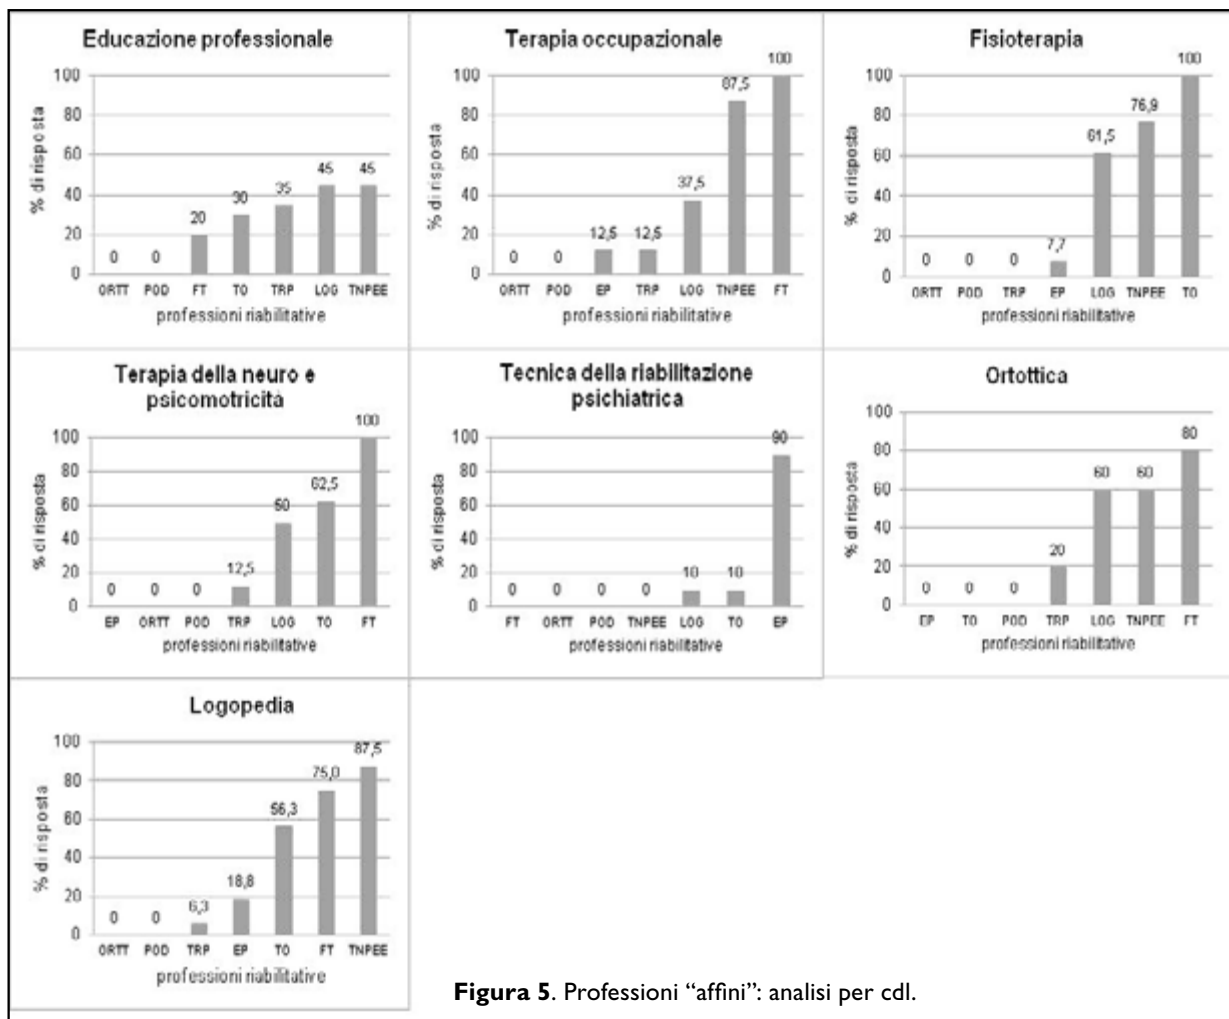 Educazione professionale
% di risposta
100
80
60
40
20
0
0 0 20 30 35 45 45
ORTT POD FT TO TRP LOG TNPEE
professioni riabilitative
Terapia occupazionale
% di risposta
100
80
60
40
20
0
0 0 12,5 12,5 37,5 87,5 100
ORTT POD EP TRP LOG TNPEE FT
professioni riabilitative
Fisioterapia
% di risposta
100
80
60
40
20
0
0 0 0 7,7 61,5 76,9 100
ORTT POD TRP EP LOG TNPEE TO
professioni riabilitative
Terapia della neuro e
psicomotricità
% di risposta
100
80
60
40
20
0
0 0 0 12,5 50 62,5 100
EP ORTT POD TRP LOG TO FT
professioni riabilitative
Tecnica della riabilitazione
psichiatrica
% di risposta
100
80
60
40
20
0
0 0 0 0 10 10 90
FT ORTT POD TNPEE LOG TO EP
professioni riabilitative
Ortottica
% di risposta
100
80
60
40
20
0
0 0 0 20 60 60 80
EP TO POD TRP LOG TNPEE FT
professioni riabilitative
Logopedia
% di risposta
100
80
60
40
20
0
0 0 6,3 18,8 56,3 75,0 87,5
ORTT POD TRP EP TO FT TNPEE
professioni riabilitative
Figura 5. Professioni “affini”: analisi per cdl.